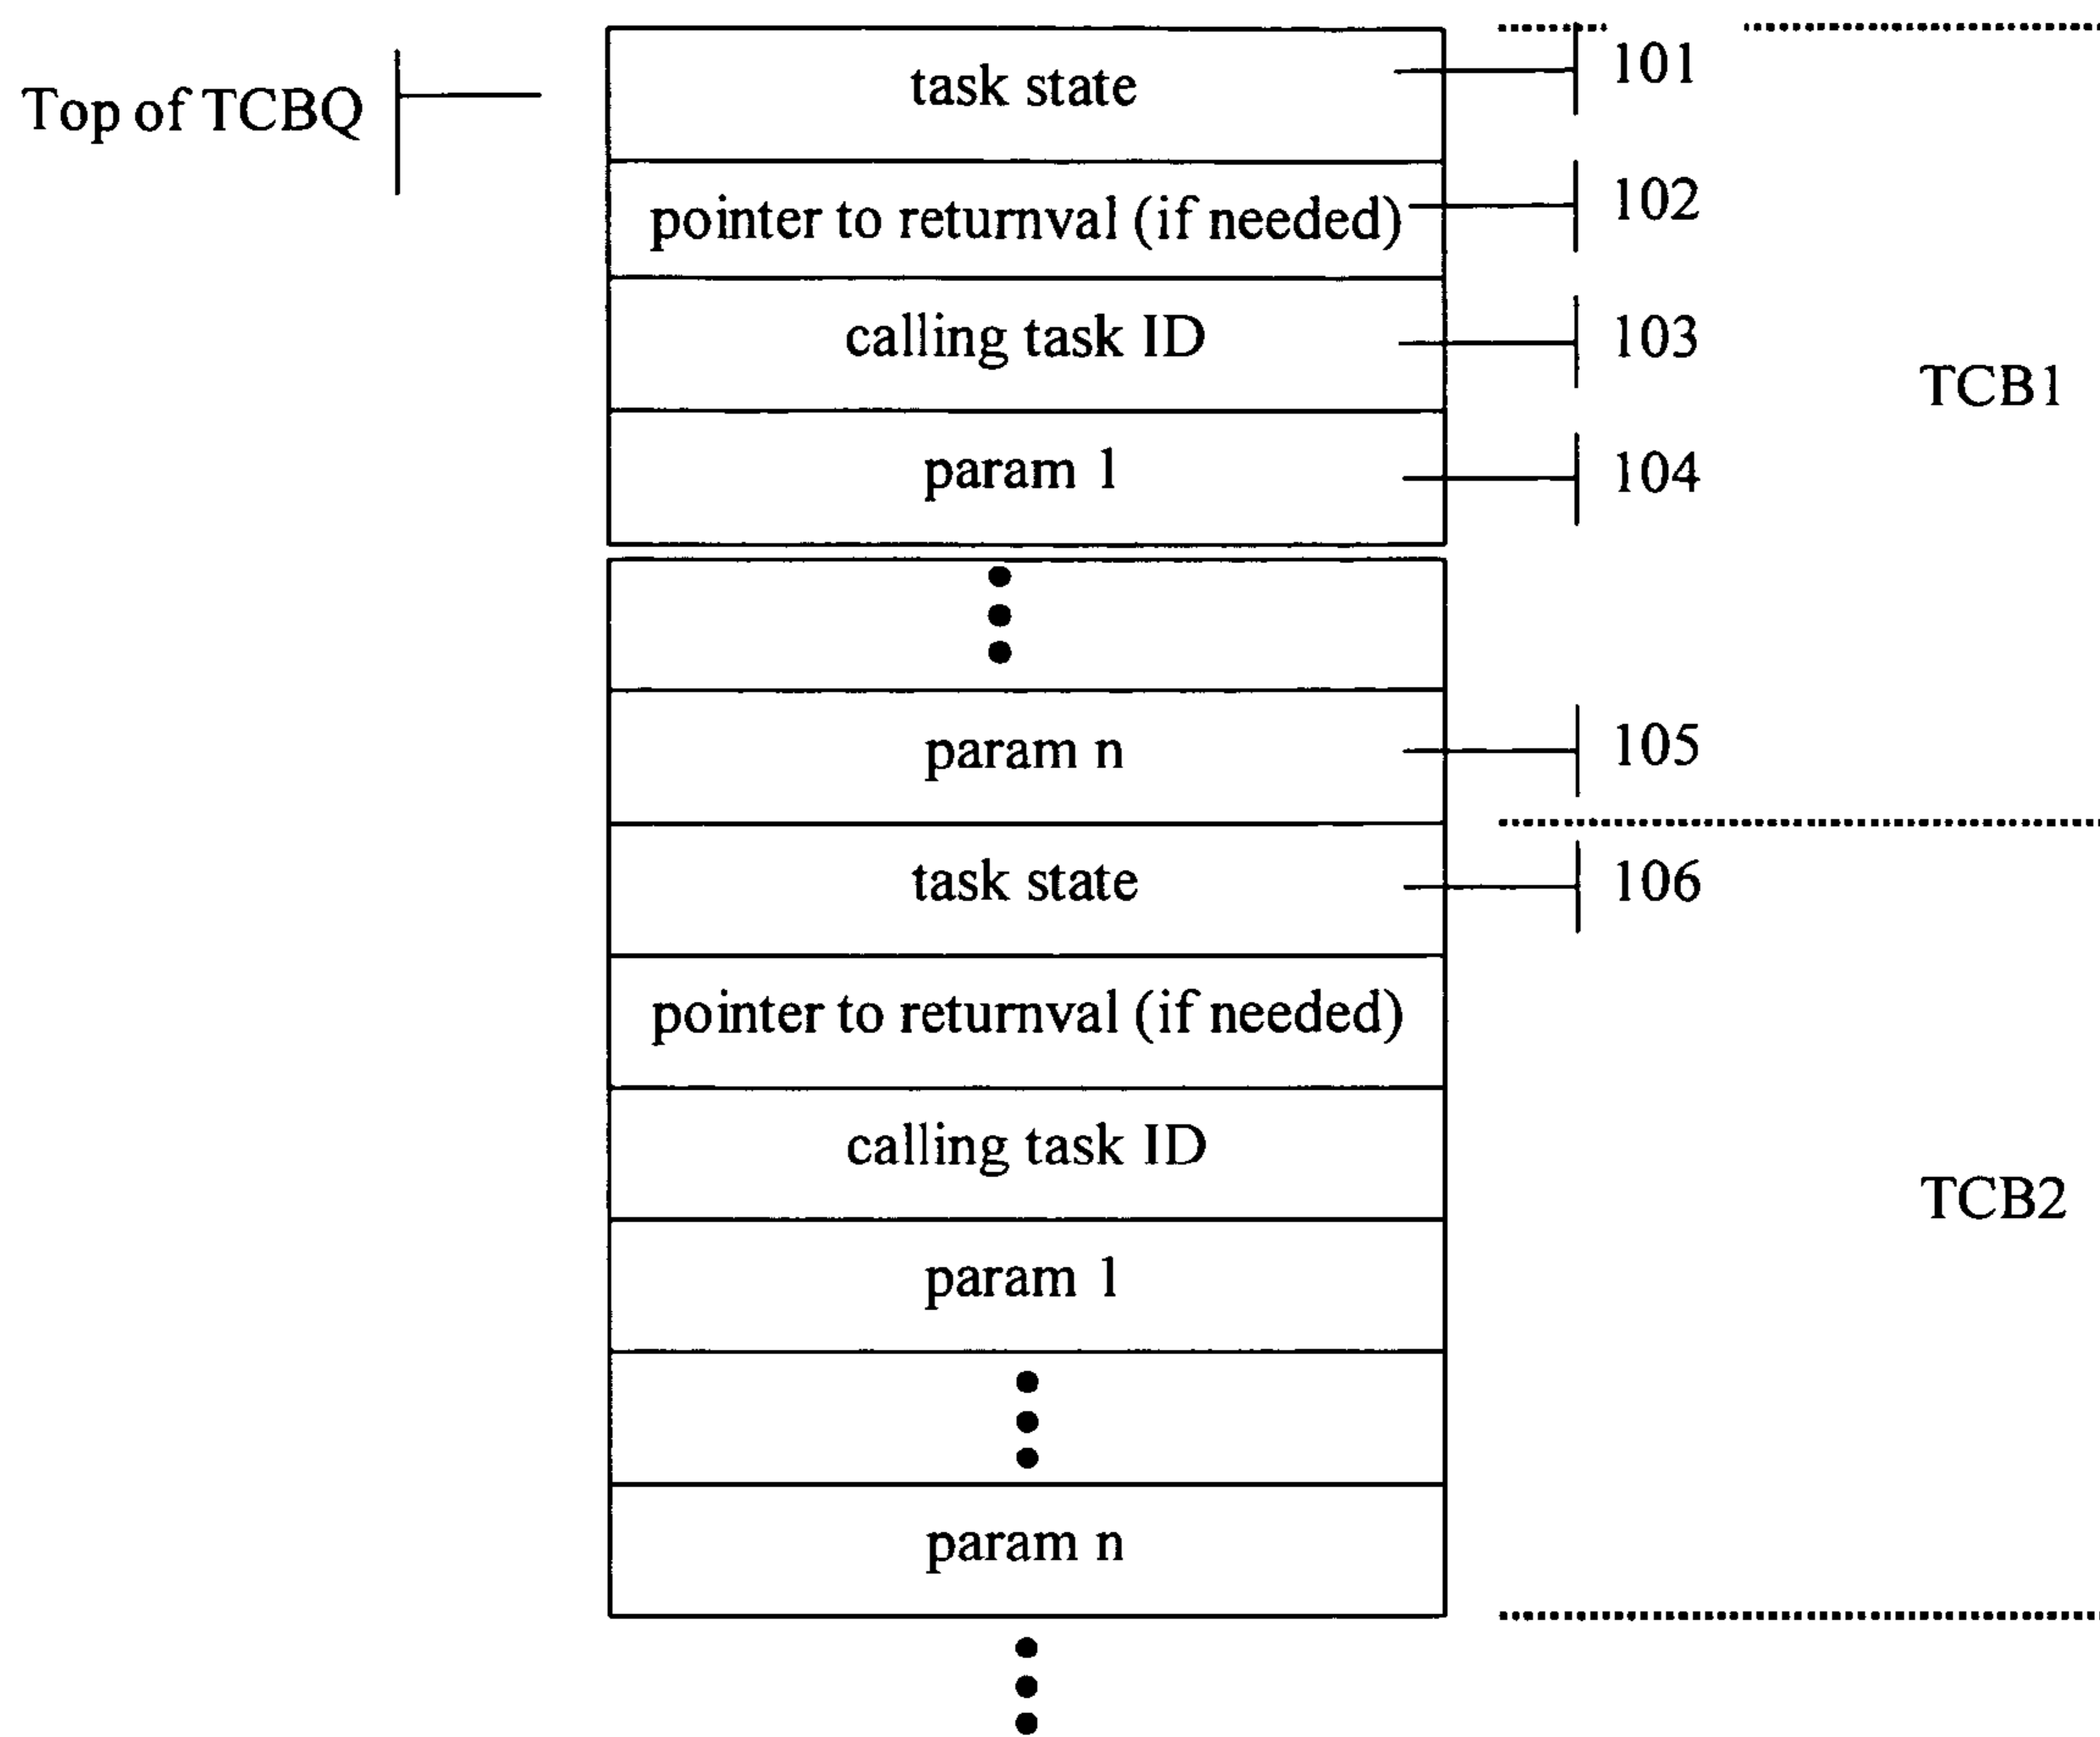 Top of TCBQ
task state
101
pointer to returnval (if needed)
102
calling task ID
103
TCB1
param 1
104
param n
105
task state
106
pointer to returnval (if needed)
calling task ID
TCB2
param 1
param n